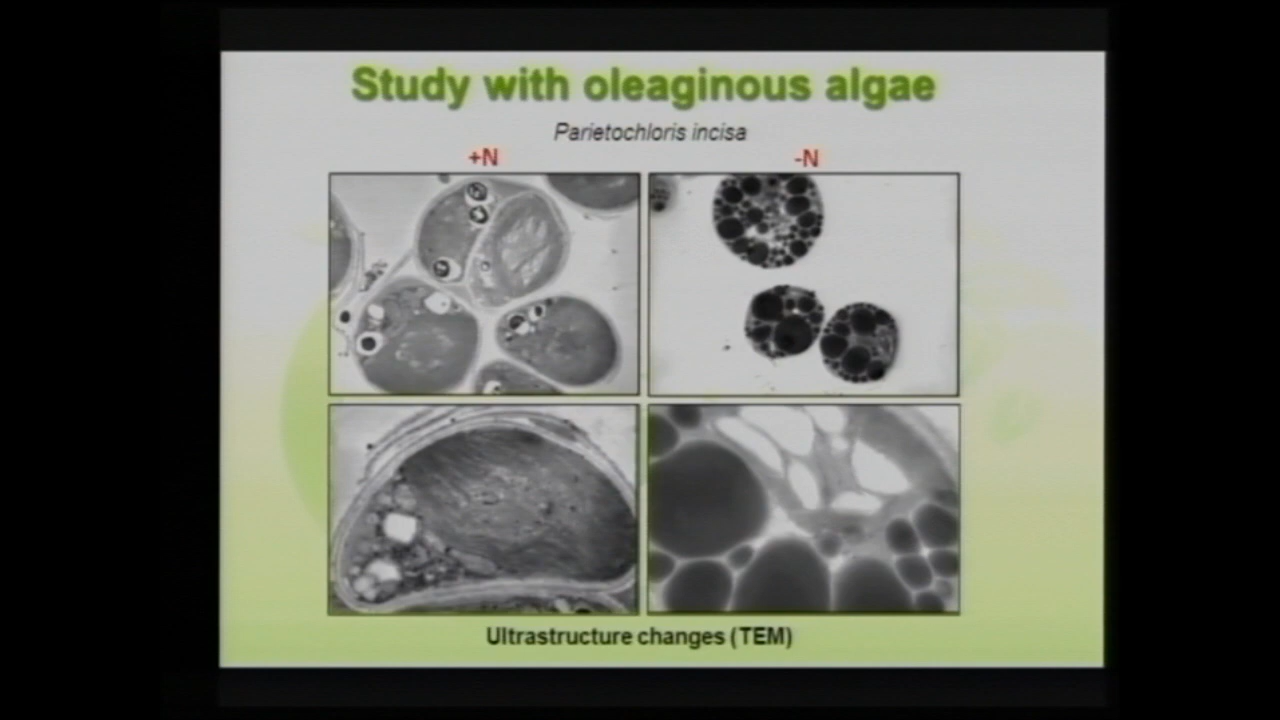 Study with oleaginous algae
Parietochloris incisa
+N
-N
Ultrastructure changes (TEM)